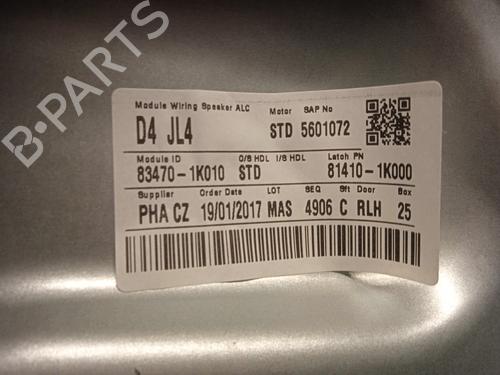 Module Wiring Speaker ALC Motor SAP No
D4 JL4 STD 5601072
Module ID O/S HDL I/S HDL Latch PN
83470-1K010 STD 81410-1K000
Supplier Order Date LOT SEQ Sft Door Box
PHA CZ 19/01/2017 MAS 4906 C RLH 25
B-PARTS